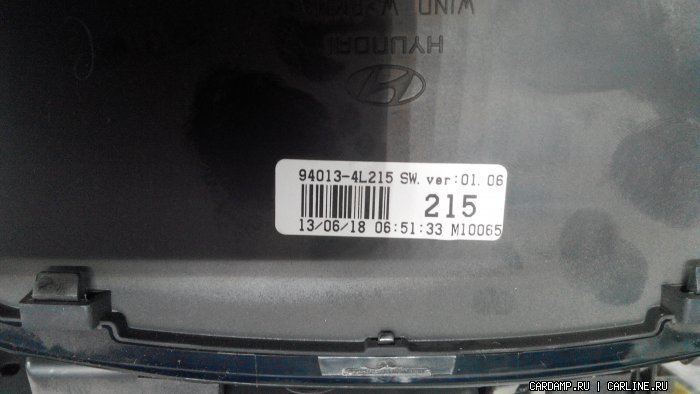 HYUNDAI
94013-4L215 SW. ver:01. 06
215
13/06/18 06:51:33 M10065
CARDAMP.RU | CARLINE.RU